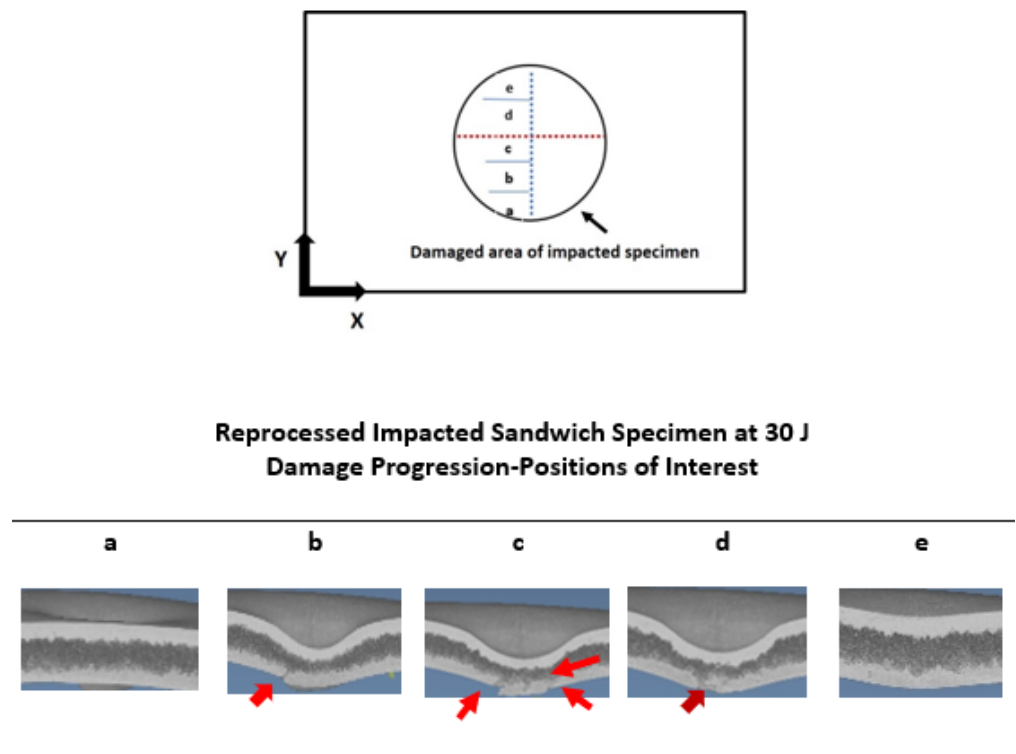 e
d
c
b
a
Damaged area of impacted specimen
Y
X
Reprocessed Impacted Sandwich Specimen at 30 J
Damage Progression-Positions of Interest
a b c d e